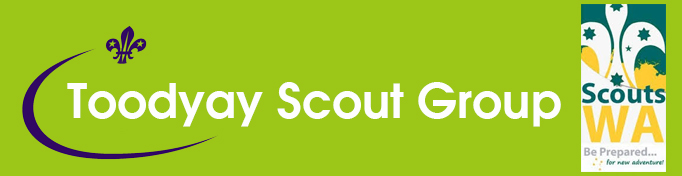 Toodyay Scout Group
Scouts
WA
Be Prepared...
for new adventure!